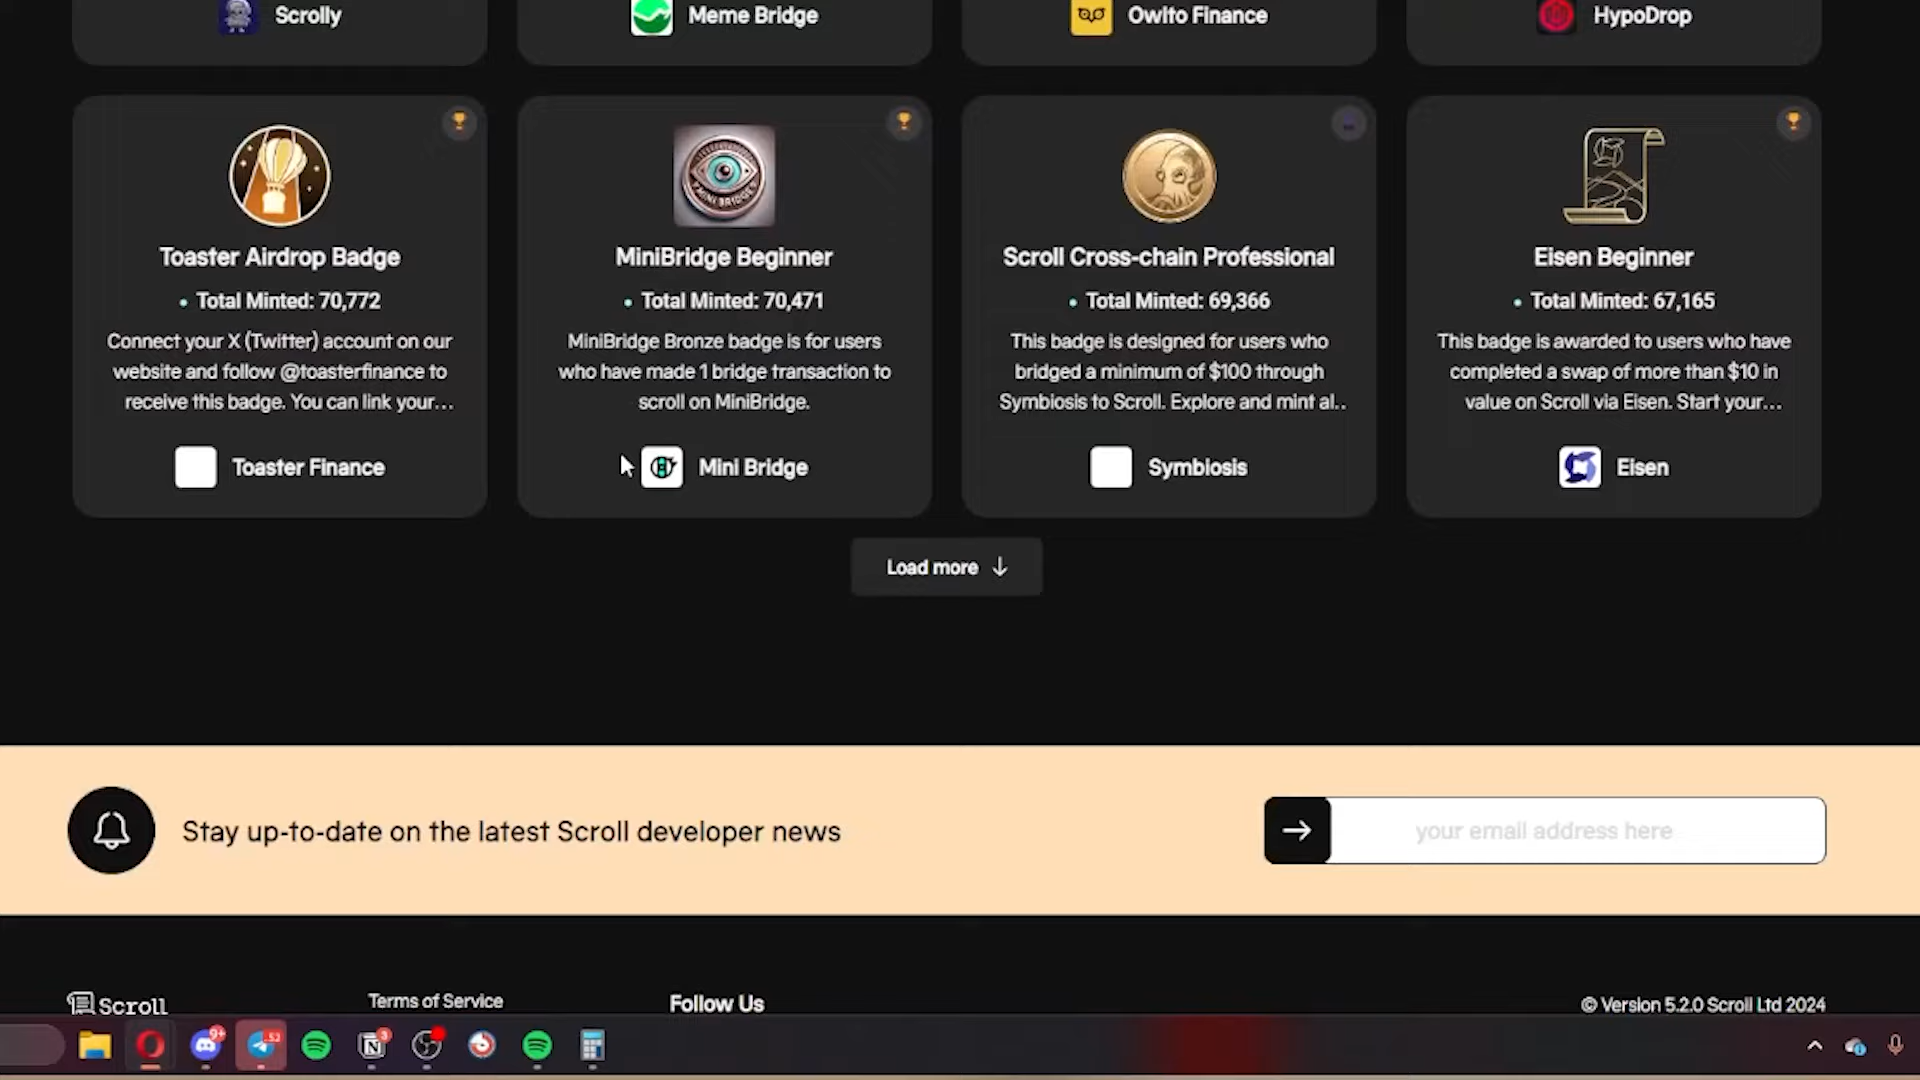 Scrolly
Meme Bridge
Owlto Finance
HypoDrop
Toaster Airdrop Badge
Total Minted: 70,772
Connect your X (Twitter) account on our
website and follow @toasterfinance to
receive this badge. You can link your...
Toaster Finance
MINI BRIDGES
MiniBridge Beginner
Total Minted: 70,471
MiniBridge Bronze badge is for users
who have made 1 bridge transaction to
scroll on MiniBridge.
Mini Bridge
Scroll Cross-chain Professional
Total Minted: 69,366
This badge is designed for users who
bridged a minimum of $100 through
Symbiosis to Scroll. Explore and mint al..
Symbiosis
Eisen Beginner
Total Minted: 67,165
This badge is awarded to users who have
completed a swap of more than $10 in
value on Scroll via Eisen. Start your...
Eisen
Load more
Stay up-to-date on the latest Scroll developer news
your email address here
Scroll
Terms of Service
Follow Us
© Version 5.2.0 Scroll Ltd 2024
9+
52
3